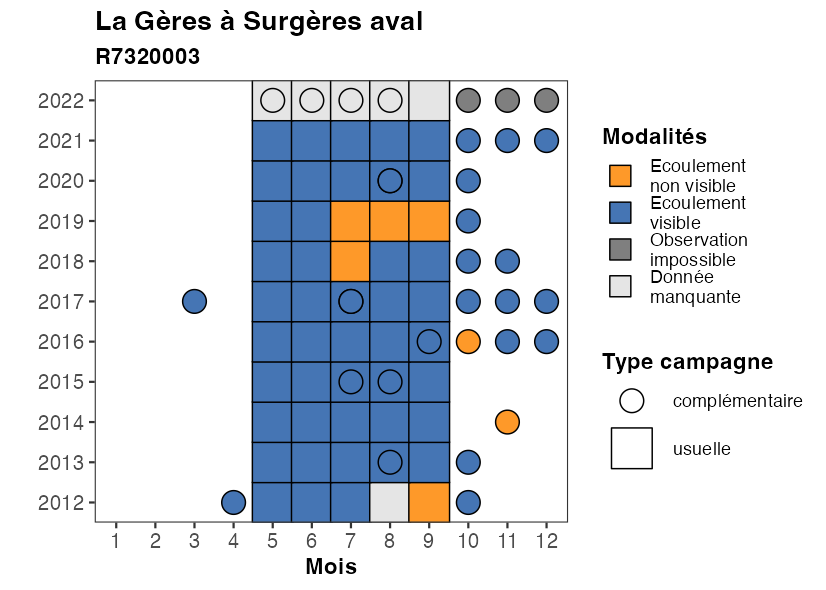 La Gères à Surgères aval
R7320003
2022
2021
2020
2019
2018
2017
2016
2015
2014
2013
2012
1 2 3 4 5 6 7 8 9 10 11 12
Mois
Modalités
Ecoulement
non visible
Ecoulement
visible
Observation
impossible
Donnée
manquante
Type campagne
complémentaire
usuelle